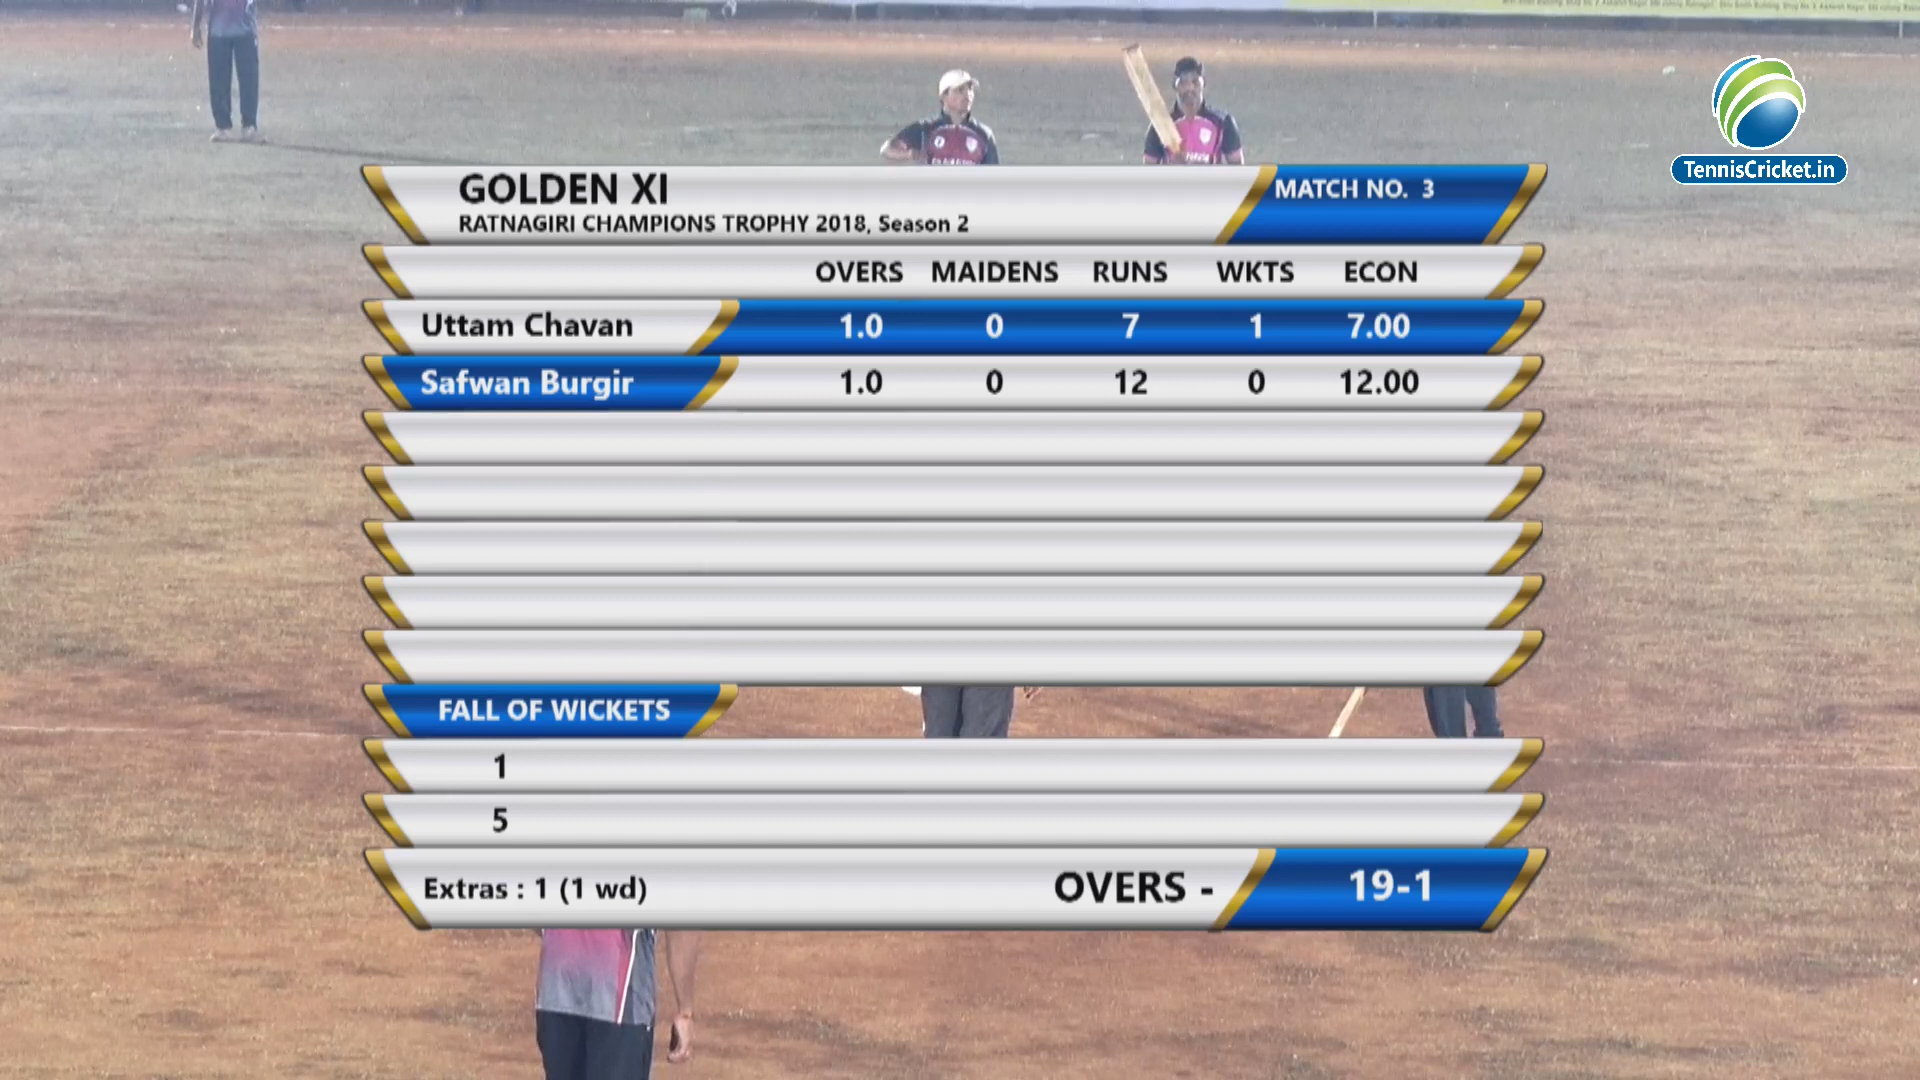 TennisCricket.in
GOLDEN XI
MATCH NO. 3
RATNAGIRI CHAMPIONS TROPHY 2018, Season 2
OVERS MAIDENS RUNS WKTS ECON
Uttam Chavan 1.0 0 7 1 7.00
Safwan Burgir 1.0 0 12 0 12.00
FALL OF WICKETS
1
5
Extras : 1 (1 wd) OVERS - 19-1